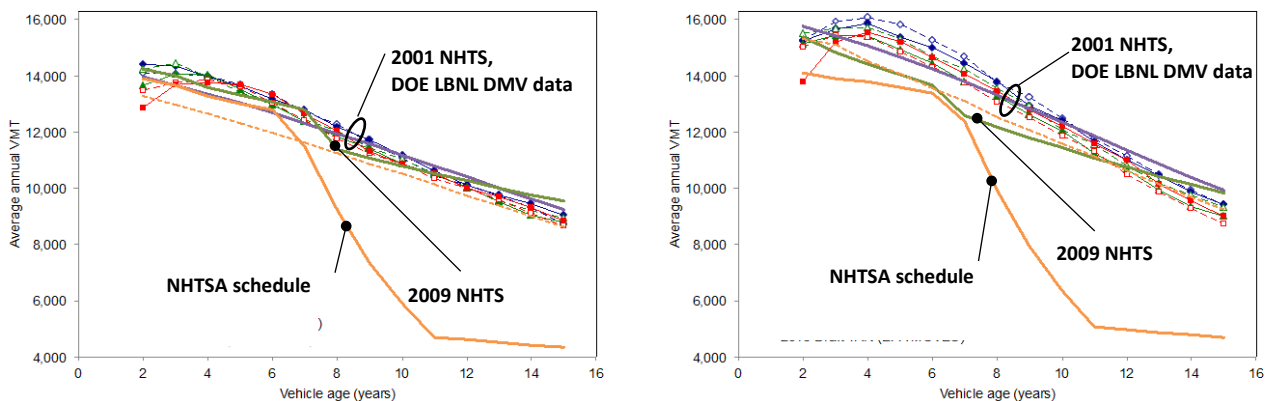 16,000
14,000
12,000
10,000
8,000
6,000
4,000
Average annual VMT
0 2 4 6 8 10 12 14 16
Vehicle age (years)
2001 NHTS,
DOE LBNL DMV data
NHTSA schedule
2009 NHTS
)
16,000
14,000
12,000
10,000
8,000
6,000
4,000
Average annual VMT
0 2 4 6 8 10 12 14 16
Vehicle age (years)
2001 NHTS,
DOE LBNL DMV data
2009 NHTS
NHTSA schedule